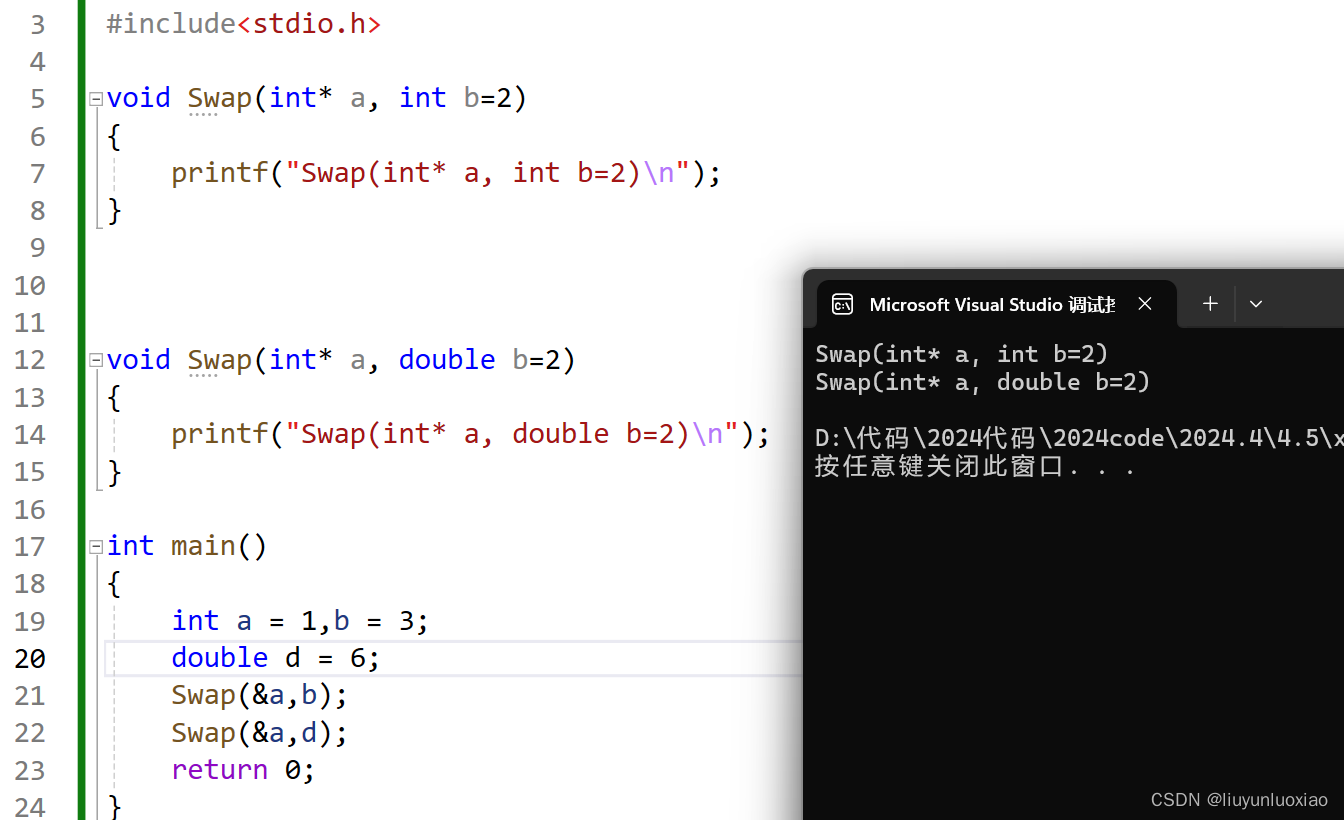 3 #include<stdio.h>
4
5 void Swap(int* a, int b=2)
6 {
7 printf("Swap(int* a, int b=2)\n");
8 }
9
10
11
12 void Swap(int* a, double b=2)
13 {
14 printf("Swap(int* a, double b=2)\n");
15 }
16
17 int main()
18 {
19 int a = 1,b = 3;
20 double d = 6;
21 Swap(&a,b);
22 Swap(&a,d);
23 return 0;
24 }
Microsoft Visual Studio 调试
Swap(int* a, int b=2)
Swap(int* a, double b=2)
D:\代码\2024代码\2024code\2024.4\4.5\x
按任意键关闭此窗口. . .
CSDN @liuyunluoxiao